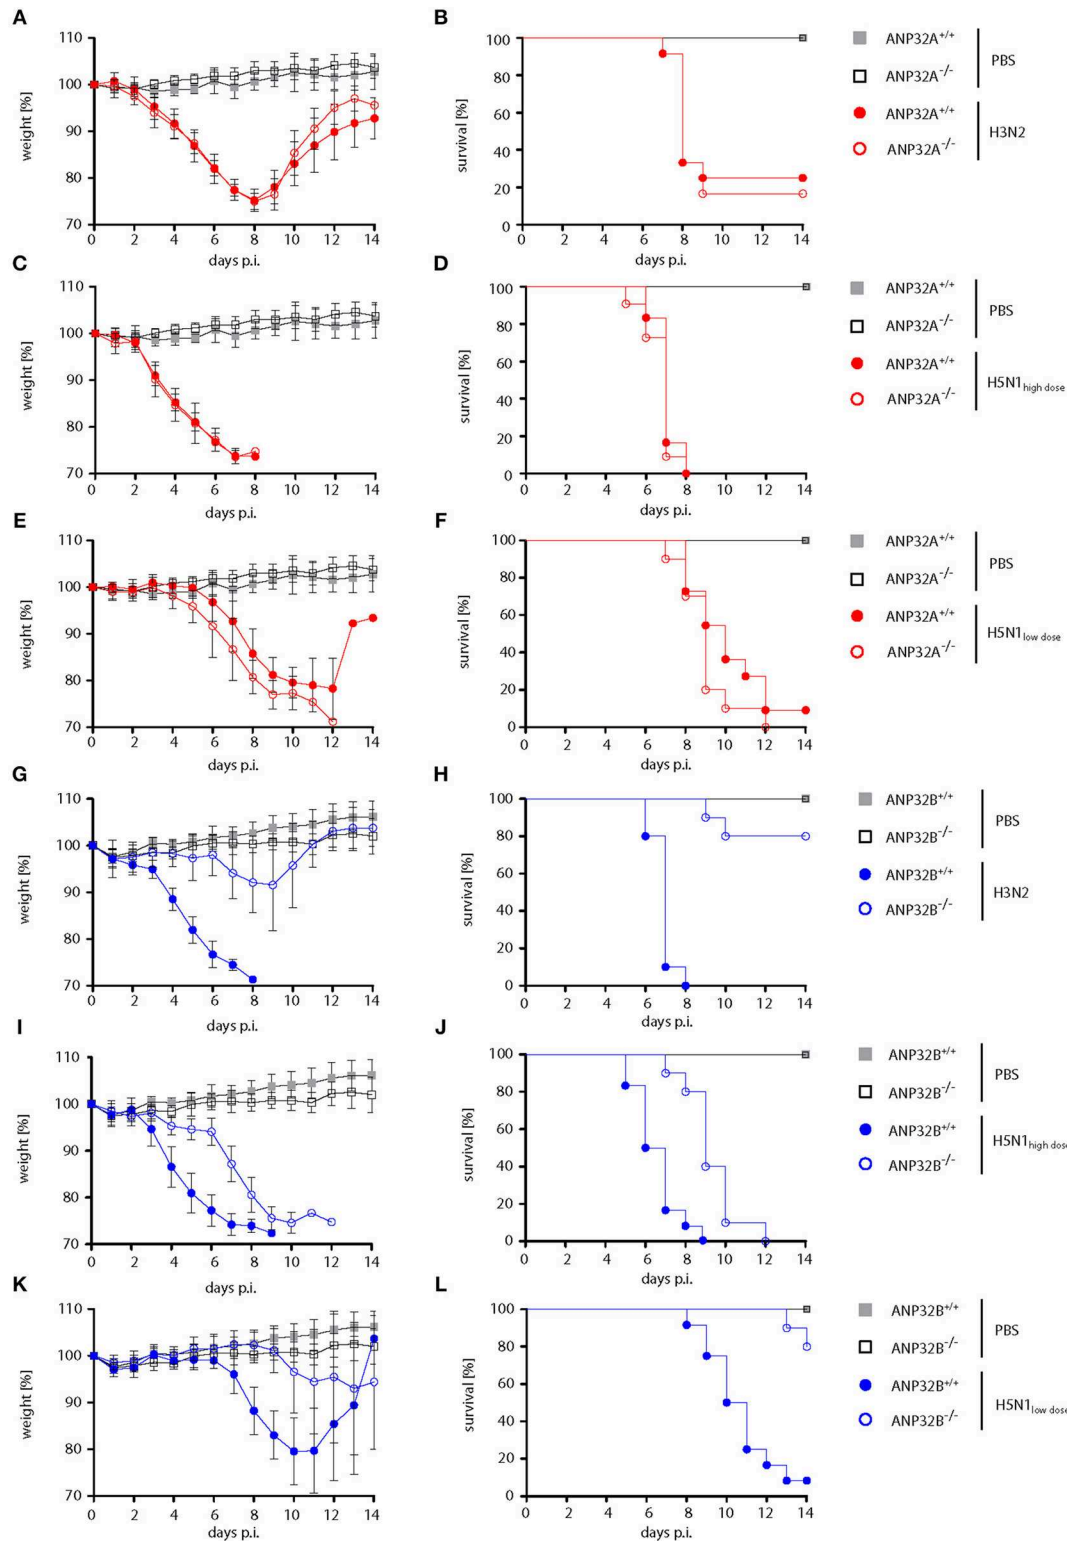 A
B
110
100
90
80
70
weight [%]
0 2 4 6 8 10 12 14
days p.i.
100
80
60
40
20
0
survival [%]
0 2 4 6 8 10 12 14
days p.i.
ANP32A+/+
ANP32A-/-
PBS
ANP32A+/+
ANP32A-/-
H3N2
C
D
110
100
90
80
70
weight [%]
0 2 4 6 8 10 12 14
days p.i.
100
80
60
40
20
0
survival [%]
0 2 4 6 8 10 12 14
days p.i.
ANP32A+/+
ANP32A-/-
PBS
ANP32A+/+
ANP32A-/-
H5N1high dose
E
F
110
100
90
80
70
weight [%]
0 2 4 6 8 10 12 14
days p.i.
100
80
60
40
20
0
survival [%]
0 2 4 6 8 10 12 14
days p.i.
ANP32A+/+
ANP32A-/-
PBS
ANP32A+/+
ANP32A-/-
H5N1low dose
G
H
110
100
90
80
70
weight [%]
0 2 4 6 8 10 12 14
days p.i.
100
80
60
40
20
0
survival [%]
0 2 4 6 8 10 12 14
days p.i.
ANP32B+/+
ANP32B-/-
PBS
ANP32B+/+
ANP32B-/-
H3N2
I
J
110
100
90
80
70
weight [%]
0 2 4 6 8 10 12 14
days p.i.
100
80
60
40
20
0
survival [%]
0 2 4 6 8 10 12 14
days p.i.
ANP32B+/+
ANP32B-/-
PBS
ANP32B+/+
ANP32B-/-
H5N1high dose
K
L
110
100
90
80
70
weight [%]
0 2 4 6 8 10 12 14
days p.i.
100
80
60
40
20
0
survival [%]
0 2 4 6 8 10 12 14
days p.i.
ANP32B+/+
ANP32B-/-
PBS
ANP32B+/+
ANP32B-/-
H5N1low dose